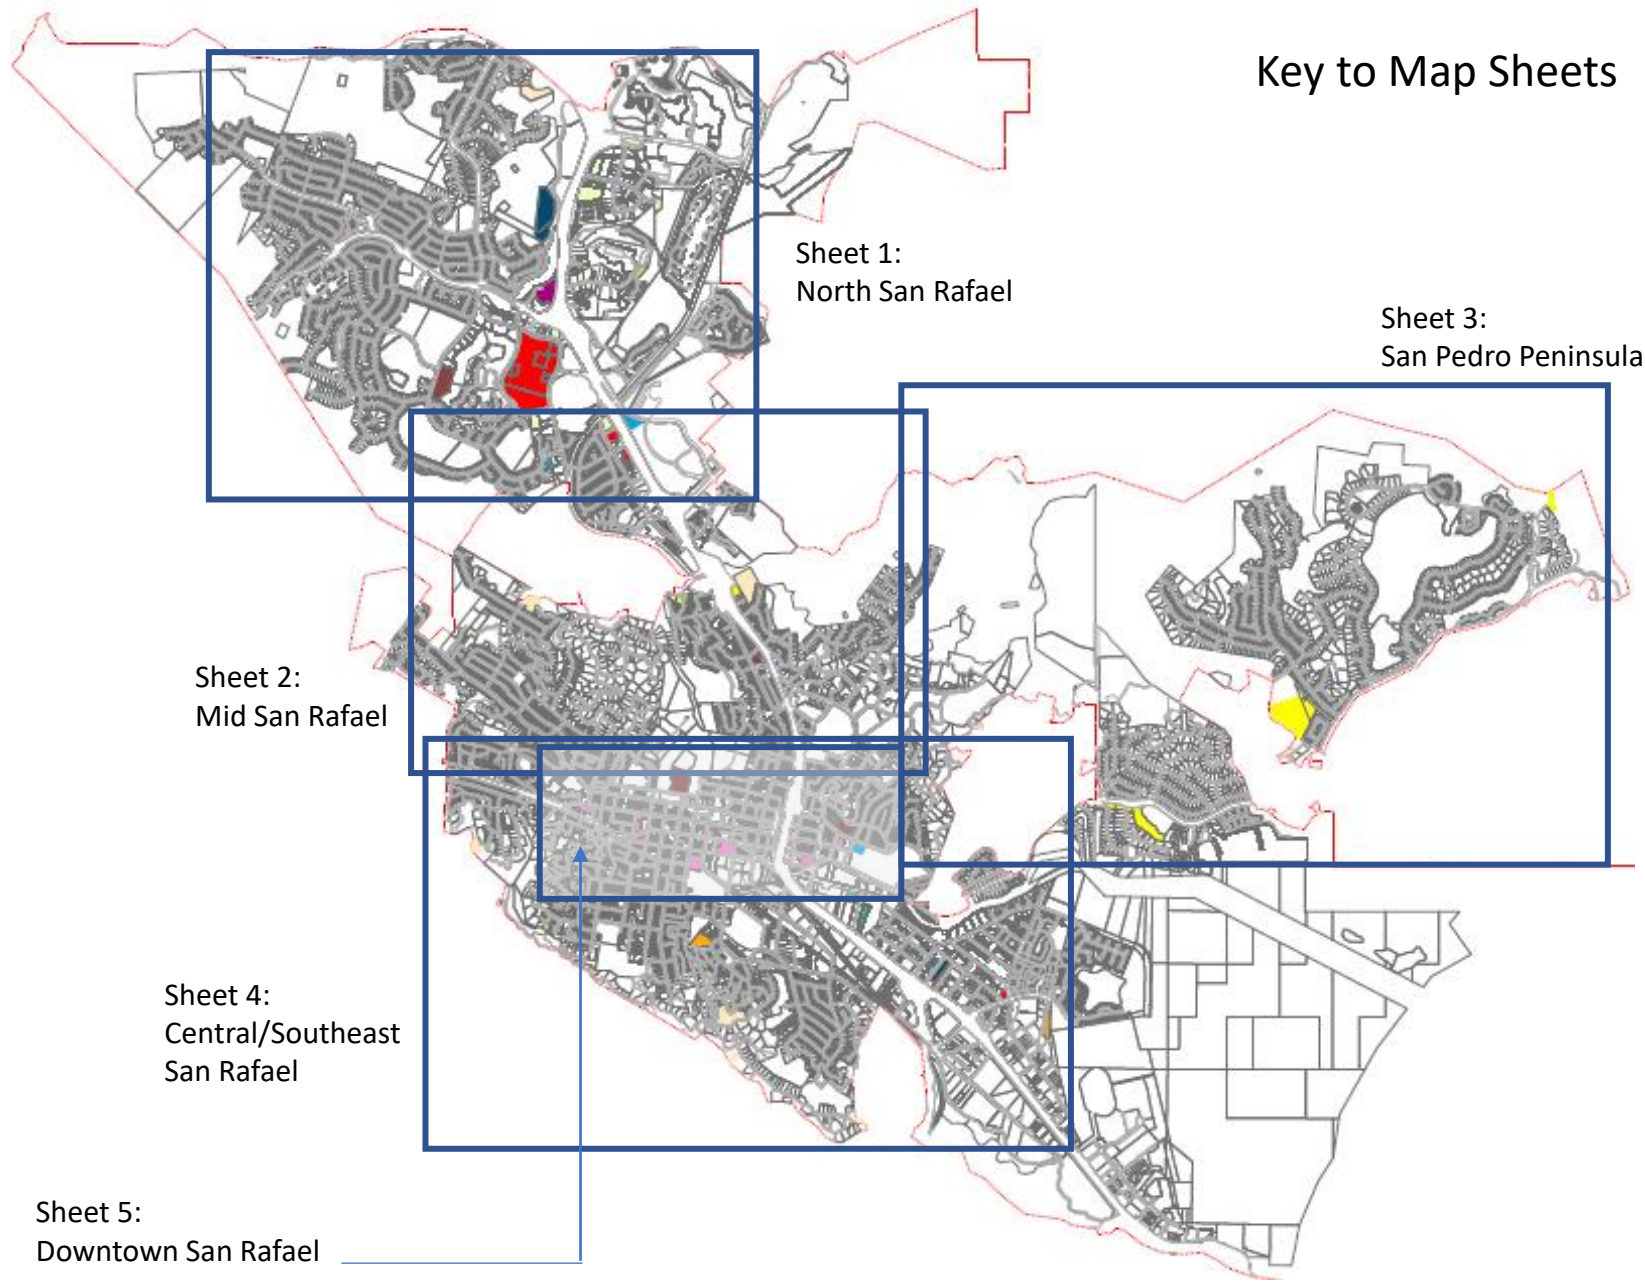 Key to Map Sheets
Sheet 1:
North San Rafael
Sheet 3:
San Pedro Peninsula
Sheet 2:
Mid San Rafael
Sheet 4:
Central/Southeast
San Rafael
Sheet 5:
Downtown San Rafael